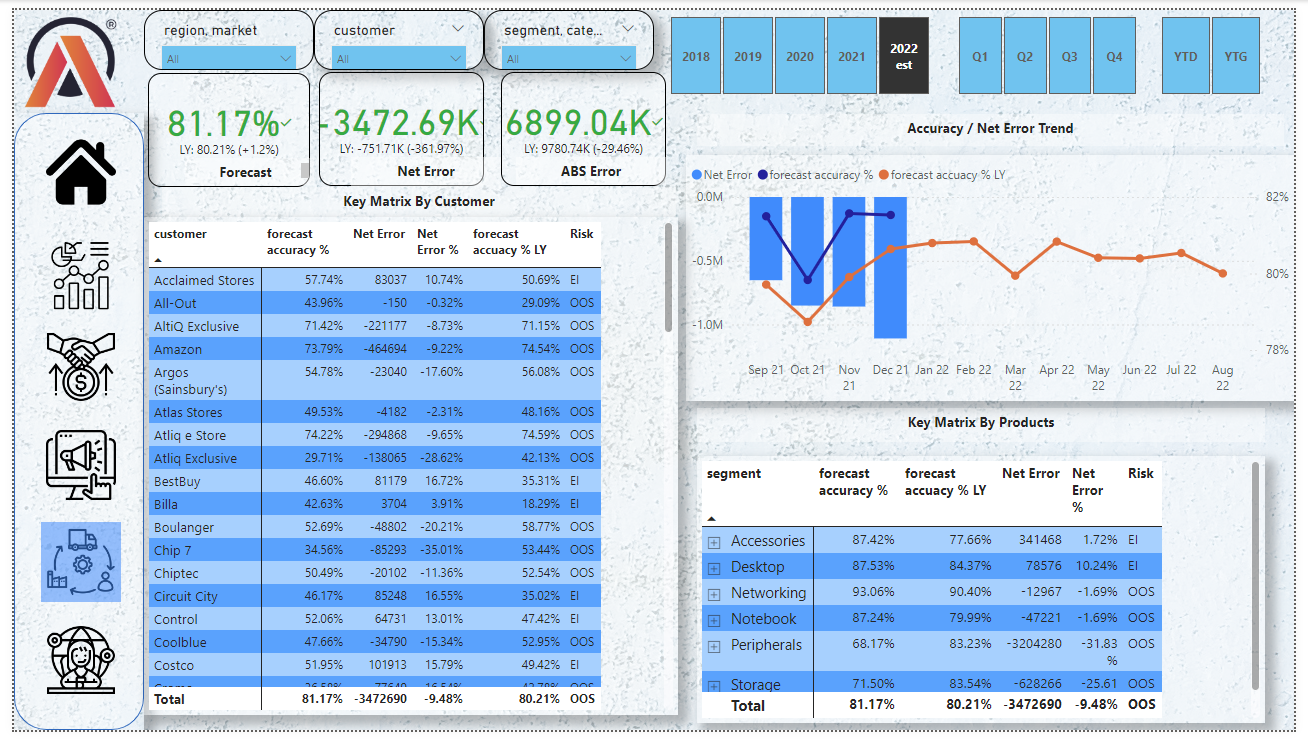 ®
region, market
All
customer
All
segment, cate...
All
2018
2019
2020
2021
2022
est
Q1
Q2
Q3
Q4
YTD
YTG
81.17%
LY: 80.21% (+1.2%)
Forecast
-3472.69K
LY: -751.71K (-361.97%)
Net Error
6899.04K
LY: 9780.74K (-29.46%)
ABS Error
Key Matrix By Customer
customer forecast accuracy % Net Error Net Error % forecast accuacy % LY Risk
Acclaimed Stores 57.74% 83037 10.74% 50.69% EI
All-Out 43.96% -150 -0.32% 29.09% OOS
AltiQ Exclusive 71.42% -221177 -8.73% 71.15% OOS
Amazon 73.79% -464694 -9.22% 74.54% OOS
Argos (Sainsbury's) 54.78% -23040 -17.60% 56.08% OOS
Atlas Stores 49.53% -4182 -2.31% 48.16% OOS
Atliq e Store 74.22% -294868 -9.65% 74.59% OOS
Atliq Exclusive 29.71% -138065 -28.62% 42.13% OOS
BestBuy 46.60% 81179 16.72% 35.31% EI
Billa 42.63% 3704 3.91% 18.29% EI
Boulanger 52.69% -48802 -20.21% 58.77% OOS
Chip 7 34.56% -85293 -35.01% 53.44% OOS
Chiptec 50.49% -20102 -11.36% 52.54% OOS
Circuit City 46.17% 85248 16.55% 35.02% EI
Control 52.06% 64731 13.01% 47.42% EI
Coolblue 47.66% -34790 -15.34% 52.95% OOS
Costco 51.95% 101913 15.79% 49.42% EI
Total 81.17% -3472690 -9.48% 80.21% OOS
Accuracy / Net Error Trend
Net Error forecast accuracy % forecast accuacy % LY
0.0M
-0.5M
-1.0M
82%
80%
78%
Sep 21 Oct 21 Nov 21 Dec 21 Jan 22 Feb 22 Mar 22 Apr 22 May 22 Jun 22 Jul 22 Aug 22
Key Matrix By Products
segment forecast accuracy % forecast accuacy % LY Net Error Net Error % Risk
Accessories 87.42% 77.66% 341468 1.72% EI
Desktop 87.53% 84.37% 78576 10.24% EI
Networking 93.06% 90.40% -12967 -1.69% OOS
Notebook 87.24% 79.99% -47221 -1.69% OOS
Peripherals 68.17% 83.23% -3204280 -31.83 % OOS
Storage 71.50% 83.54% -628266 -25.61 OOS
Total 81.17% 80.21% -3472690 -9.48% OOS